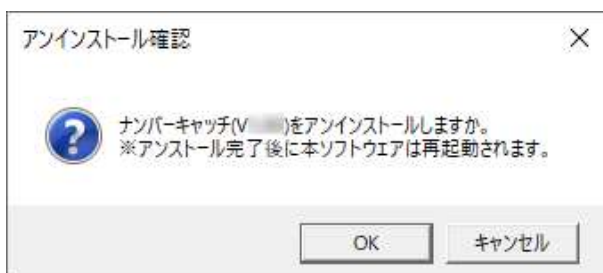 アンインストール確認
ナンバーキャッチ(V )をアンインストールしますか。
※アンストール完了後に本ソフトウェアは再起動されます。
OK
キャンセル